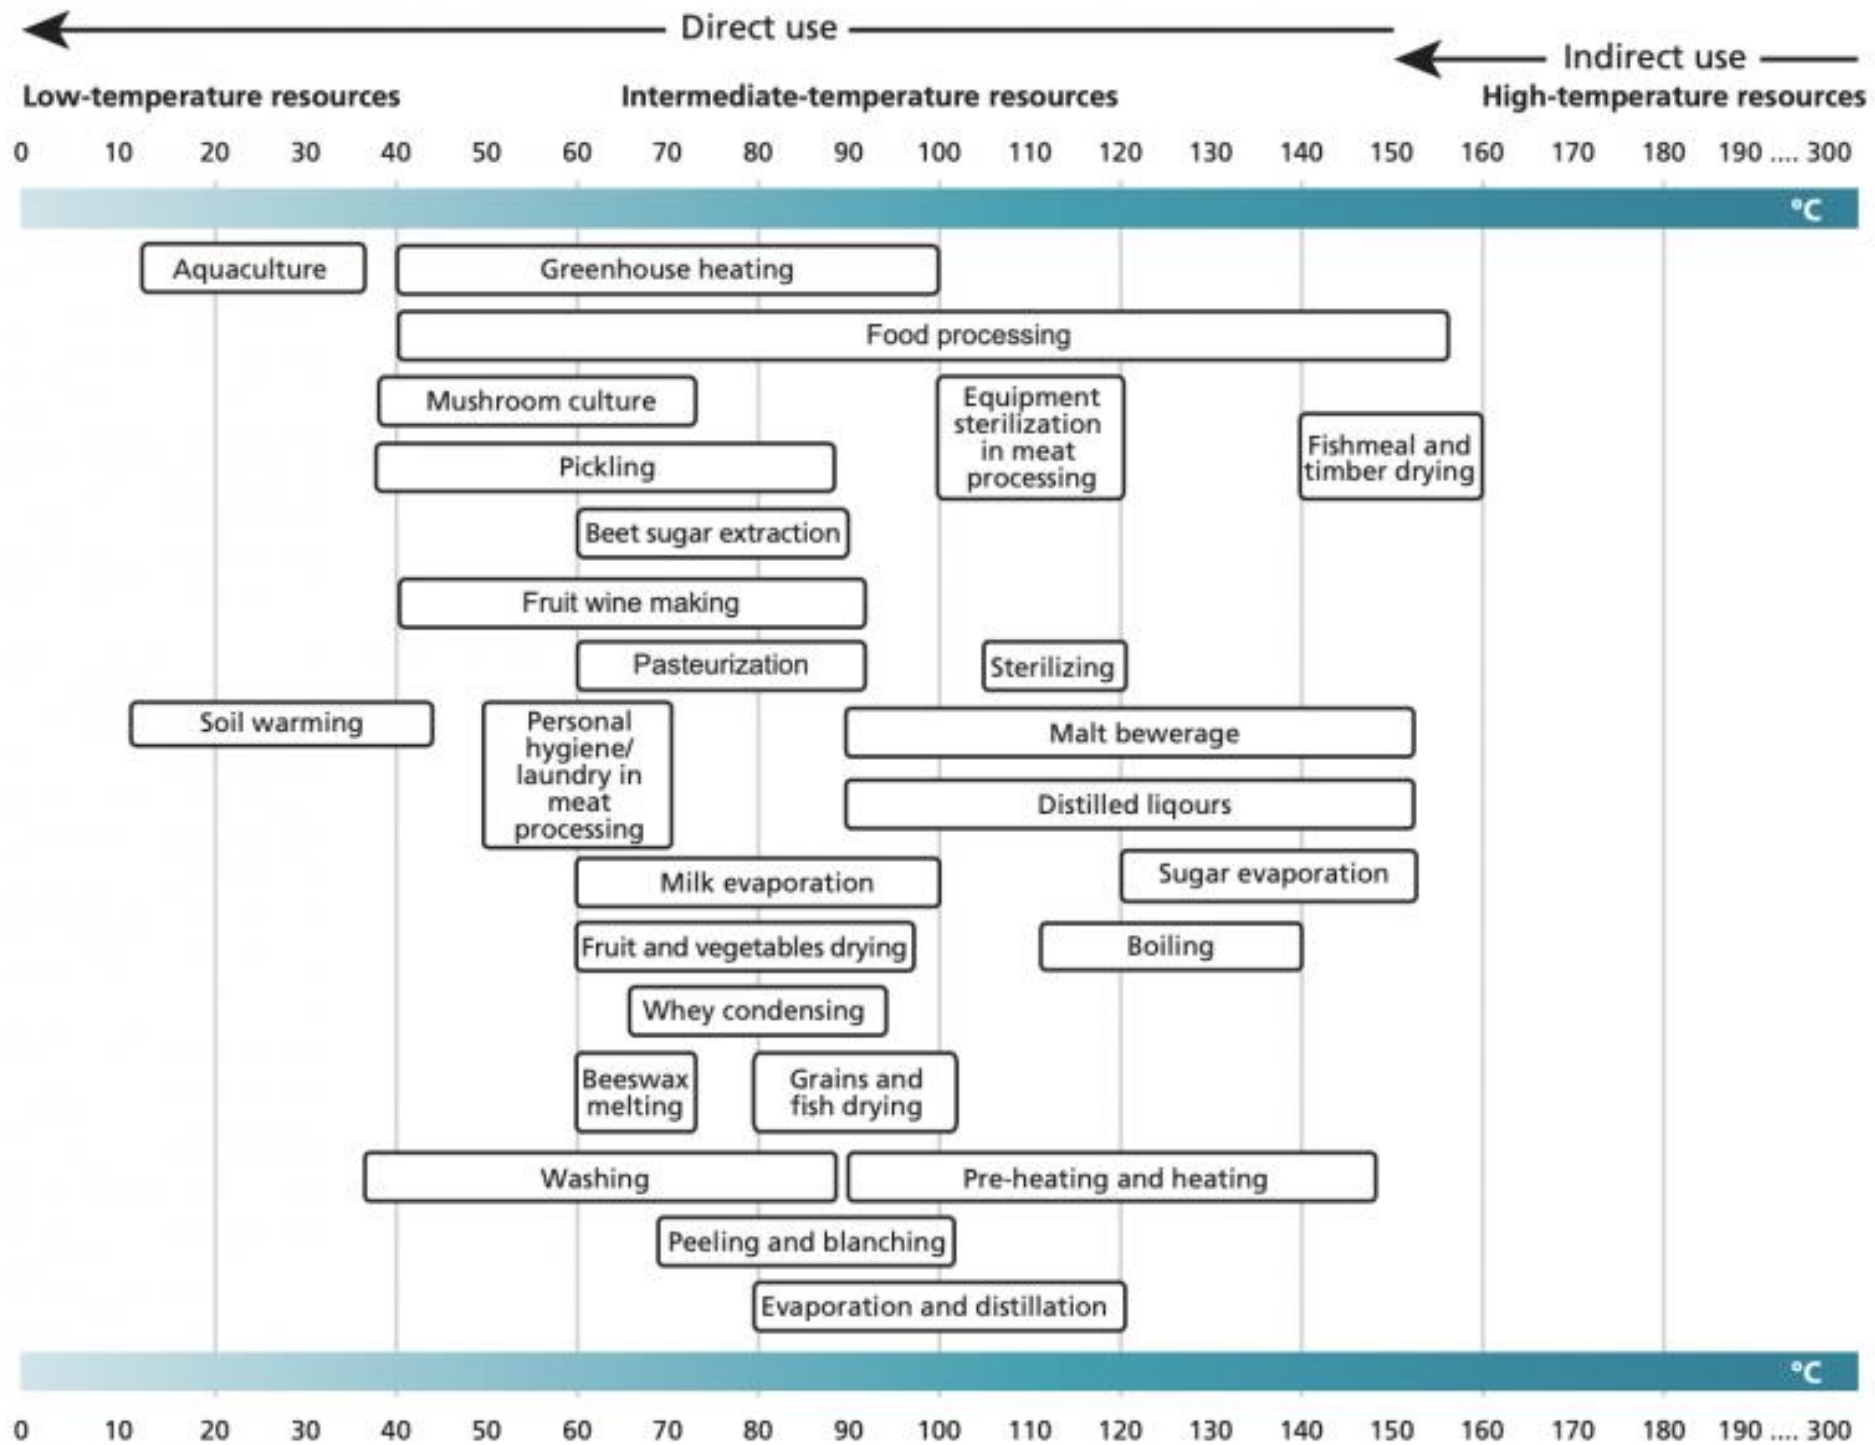 Direct use
Indirect use
Low-temperature resources Intermediate-temperature resources High-temperature resources
0 10 20 30 40 50 60 70 80 90 100 110 120 130 140 150 160 170 180 190 .... 300
°C
Aquaculture Greenhouse heating
Food processing
Mushroom culture
Equipment
sterilization
in meat
processing
Fishmeal and
timber drying
Pickling
Beet sugar extraction
Fruit wine making
Pasteurization Sterilizing
Soil warming
Personal
hygiene/
laundry in
meat
processing
Malt bewerage
Distilled liqours
Milk evaporation Sugar evaporation
Fruit and vegetables drying Boiling
Whey condensing
Beeswax
melting
Grains and
fish drying
Washing Pre-heating and heating
Peeling and blanching
Evaporation and distillation
°C
0 10 20 30 40 50 60 70 80 90 100 110 120 130 140 150 160 170 180 190 .... 300